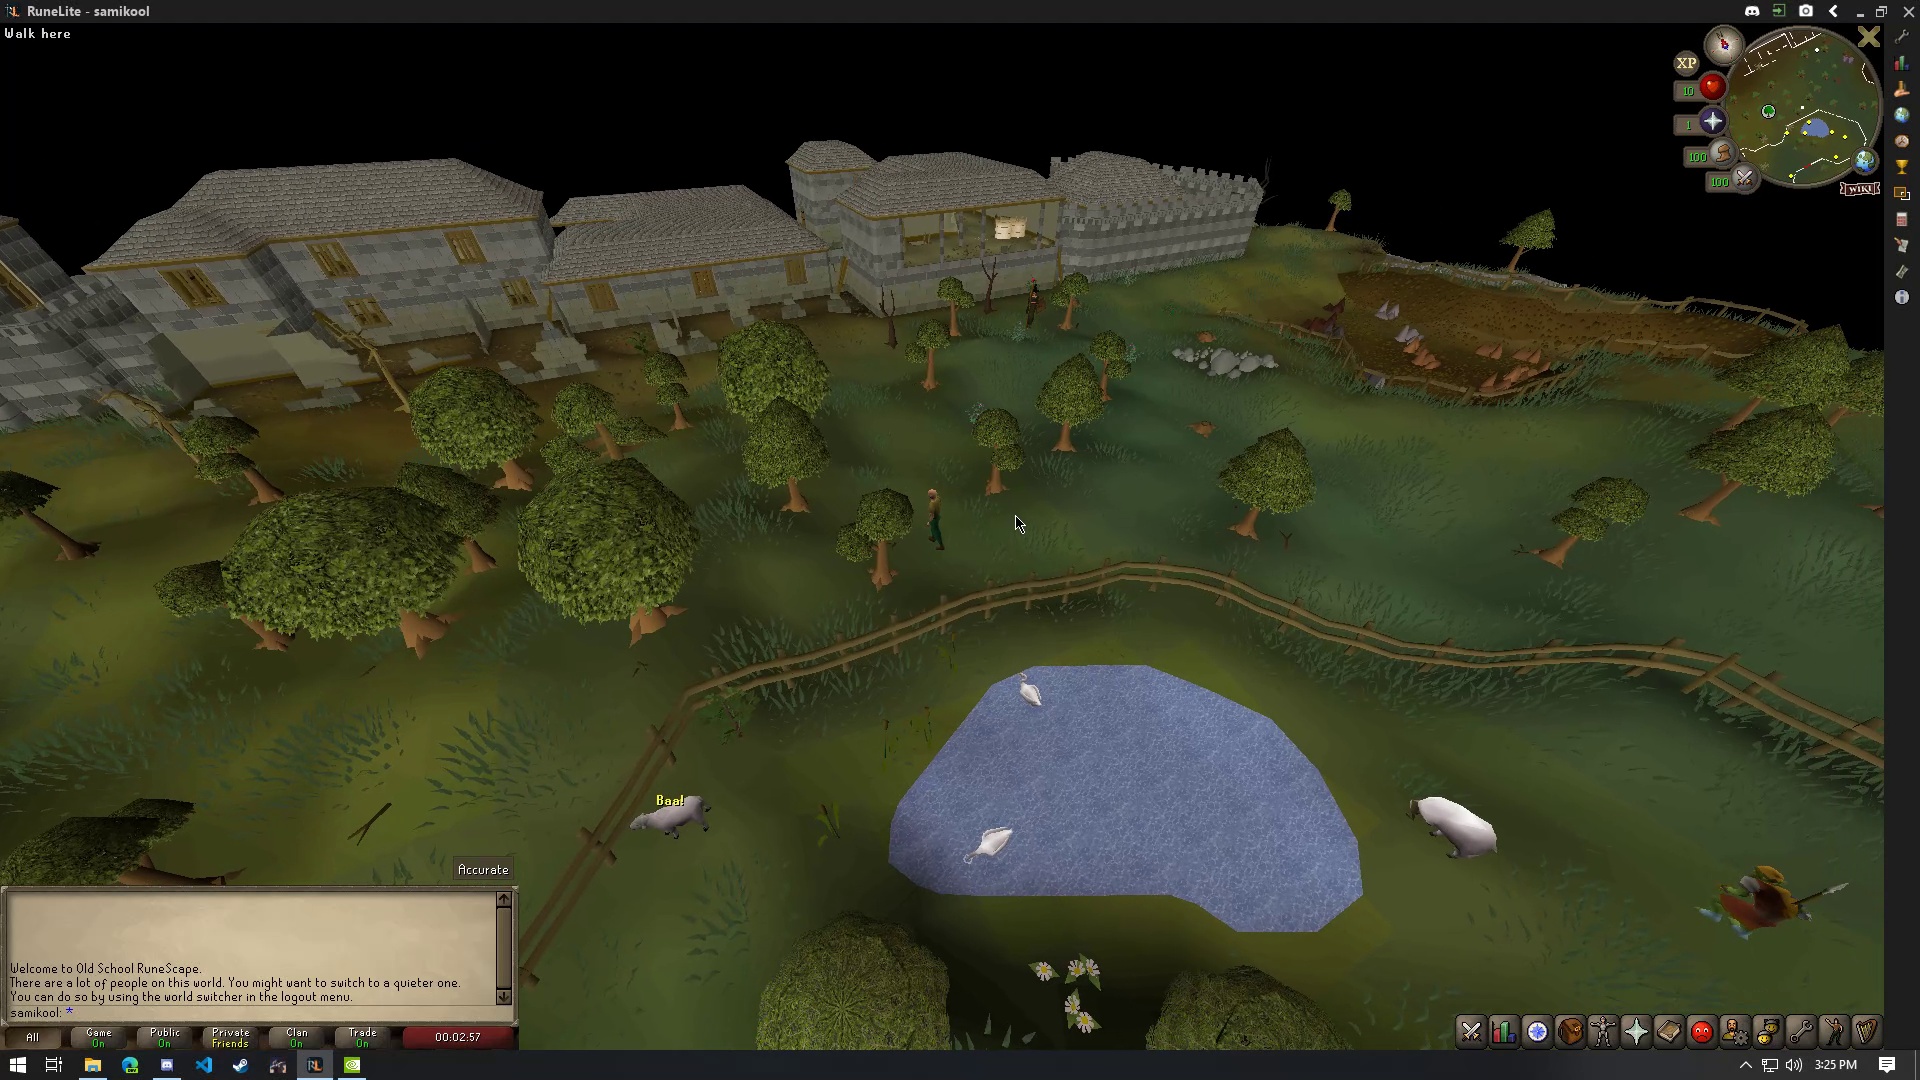 RuneLite - samikool
Walk here
XP
10
1
100
100
WIKI
Baa!
Accurate
Welcome to Old School RuneScape.
There are a lot of people on this world. You might want to switch to a quieter one.
You can do so by using the world switcher in the logout menu.
samikool: *
All
Game
On
Public
On
Private
Friends
Clan
On
Trade
On
00:02:57
3:25 PM